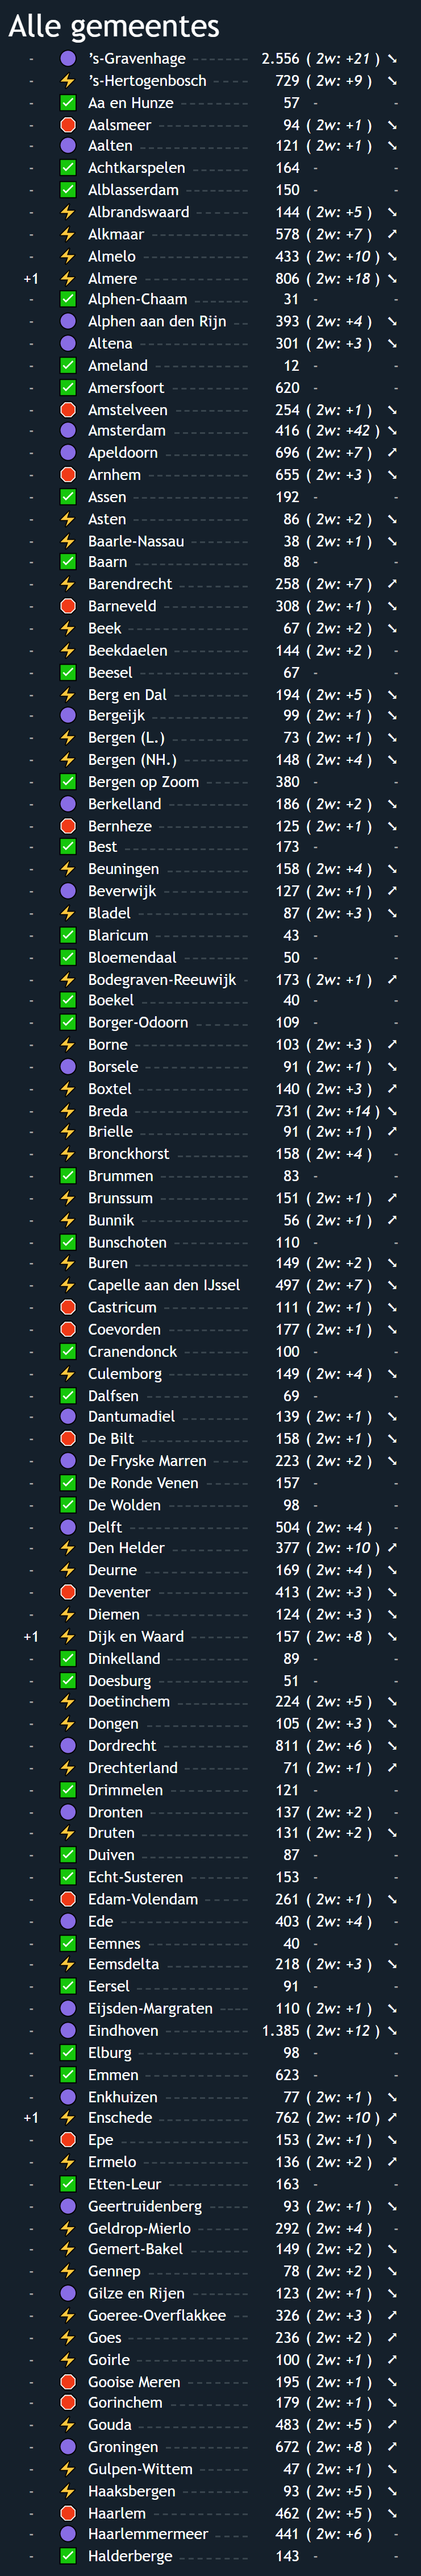 Alle gemeentes
- 's-Gravenhage 2.556 ( 2w: +21 ) ↘
- ’s-Hertogenbosch 729 ( 2w: +9 ) ↘
- Aa en Hunze 57 - -
- Aalsmeer 94 ( 2w: +1 ) ↘
- Aalten 121 ( 2w: +1 ) ↘
- Achtkarspelen 164 - -
- Alblasserdam 150 - -
- Albrandswaard 144 ( 2w: +5 ) ↘
- Alkmaar 578 ( 2w: +7 ) ↗
- Almelo 433 ( 2w: +10 ) ↘
+1 Almere 806 ( 2w: +18 ) ↘
- Alphen-Chaam 31 - -
- Alphen aan den Rijn 393 ( 2w: +4 ) ↘
- Altena 301 ( 2w: +3 ) ↘
- Ameland 12 - -
- Amersfoort 620 - -
- Amstelveen 254 ( 2w: +1 ) ↘
- Amsterdam 416 ( 2w: +42 ) ↘
- Apeldoorn 696 ( 2w: +7 ) ↗
- Arnhem 655 ( 2w: +3 ) ↘
- Assen 192 - -
- Asten 86 ( 2w: +2 ) ↘
- Baarle-Nassau 38 ( 2w: +1 ) ↘
- Baarn 88 - -
- Barendrecht 258 ( 2w: +7 ) ↗
- Barneveld 308 ( 2w: +1 ) ↘
- Beek 67 ( 2w: +2 ) ↘
- Beekdaelen 144 ( 2w: +2 ) -
- Beesel 67 - -
- Berg en Dal 194 ( 2w: +5 ) ↘
- Bergeijk 99 ( 2w: +1 ) ↘
- Bergen (L.) 73 ( 2w: +1 ) ↘
- Bergen (NH.) 148 ( 2w: +4 ) ↘
- Bergen op Zoom 380 - -
- Berkelland 186 ( 2w: +2 ) ↘
- Bernheze 125 ( 2w: +1 ) ↘
- Best 173 - -
- Beuningen 158 ( 2w: +4 ) ↘
- Beverwijk 127 ( 2w: +1 ) ↗
- Bladel 87 ( 2w: +3 ) ↘
- Blaricum 43 - -
- Bloemendaal 50 - -
- Bodegraven-Reeuwijk 173 ( 2w: +1 ) ↗
- Boekel 40 - -
- Borger-Odoorn 109 - -
- Borne 103 ( 2w: +3 ) ↗
- Borsele 91 ( 2w: +1 ) ↘
- Boxtel 140 ( 2w: +3 ) ↗
- Breda 731 ( 2w: +14 ) ↘
- Brielle 91 ( 2w: +1 ) ↗
- Bronckhorst 158 ( 2w: +4 ) -
- Brummen 83 - -
- Brunssum 151 ( 2w: +1 ) ↗
- Bunnik 56 ( 2w: +1 ) ↗
- Bunschoten 110 - -
- Buren 149 ( 2w: +2 ) ↘
- Capelle aan den IJssel 497 ( 2w: +7 ) ↘
- Castricum 111 ( 2w: +1 ) ↘
- Coevorden 177 ( 2w: +1 ) ↘
- Cranendonck 100 - -
- Culemborg 149 ( 2w: +4 ) ↘
- Dalfsen 69 - -
- Dantumadiel 139 ( 2w: +1 ) ↘
- De Bilt 158 ( 2w: +1 ) ↘
- De Fryske Marren 223 ( 2w: +2 ) ↘
- De Ronde Venen 157 - -
- De Wolden 98 - -
- Delft 504 ( 2w: +4 ) -
- Den Helder 377 ( 2w: +10 ) ↗
- Deurne 169 ( 2w: +4 ) ↘
- Deventer 413 ( 2w: +3 ) ↘
- Diemen 124 ( 2w: +3 ) ↘
+1 Dijk en Waard 157 ( 2w: +8 ) ↘
- Dinkelland 89 - -
- Doesburg 51 - -
- Doetinchem 224 ( 2w: +5 ) ↘
- Dongen 105 ( 2w: +3 ) ↘
- Dordrecht 811 ( 2w: +6 ) ↘
- Drechterland 71 ( 2w: +1 ) ↗
- Drimmelen 121 - -
- Dronten 137 ( 2w: +2 ) -
- Druten 131 ( 2w: +2 ) ↘
- Duiven 87 - -
- Echt-Susteren 153 - -
- Edam-Volendam 261 ( 2w: +1 ) ↘
- Ede 403 ( 2w: +4 ) -
- Eemnes 40 - -
- Eemsdelta 218 ( 2w: +3 ) ↘
- Eersel 91 - -
- Eijsden-Margraten 110 ( 2w: +1 ) ↘
- Eindhoven 1.385 ( 2w: +12 ) ↘
- Elburg 98 - -
- Emmen 623 - -
- Enkhuizen 77 ( 2w: +1 ) ↘
+1 Enschede 762 ( 2w: +10 ) ↗
- Epe 153 ( 2w: +1 ) ↘
- Ermelo 136 ( 2w: +2 ) ↗
- Etten-Leur 163 - -
- Geertruidenberg 93 ( 2w: +1 ) ↘
- Geldrop-Mierlo 292 ( 2w: +4 ) -
- Gemert-Bakel 149 ( 2w: +2 ) ↘
- Gennep 78 ( 2w: +2 ) ↘
- Gilze en Rijen 123 ( 2w: +1 ) ↘
- Goeree-Overflakkee 326 ( 2w: +3 ) ↗
- Goes 236 ( 2w: +2 ) ↗
- Goirle 100 ( 2w: +1 ) ↗
- Gooise Meren 195 ( 2w: +1 ) ↘
- Gorinchem 179 ( 2w: +1 ) ↘
- Gouda 483 ( 2w: +5 ) ↗
- Groningen 672 ( 2w: +8 ) ↗
- Gulpen-Wittem 47 ( 2w: +1 ) ↘
- Haaksbergen 93 ( 2w: +5 ) ↘
- Haarlem 462 ( 2w: +5 ) ↘
- Haarlemmermeer 441 ( 2w: +6 ) -
- Halderberge 143 - -